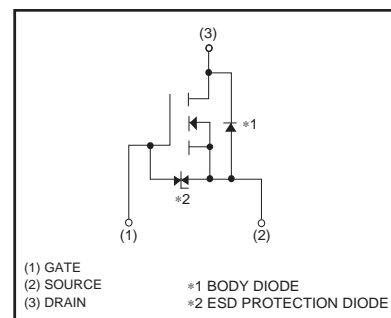 (3)
∗1
∗2
(1) (2)
(1) GATE
(2) SOURCE
(3) DRAIN
∗1 BODY DIODE
∗2 ESD PROTECTION DIODE